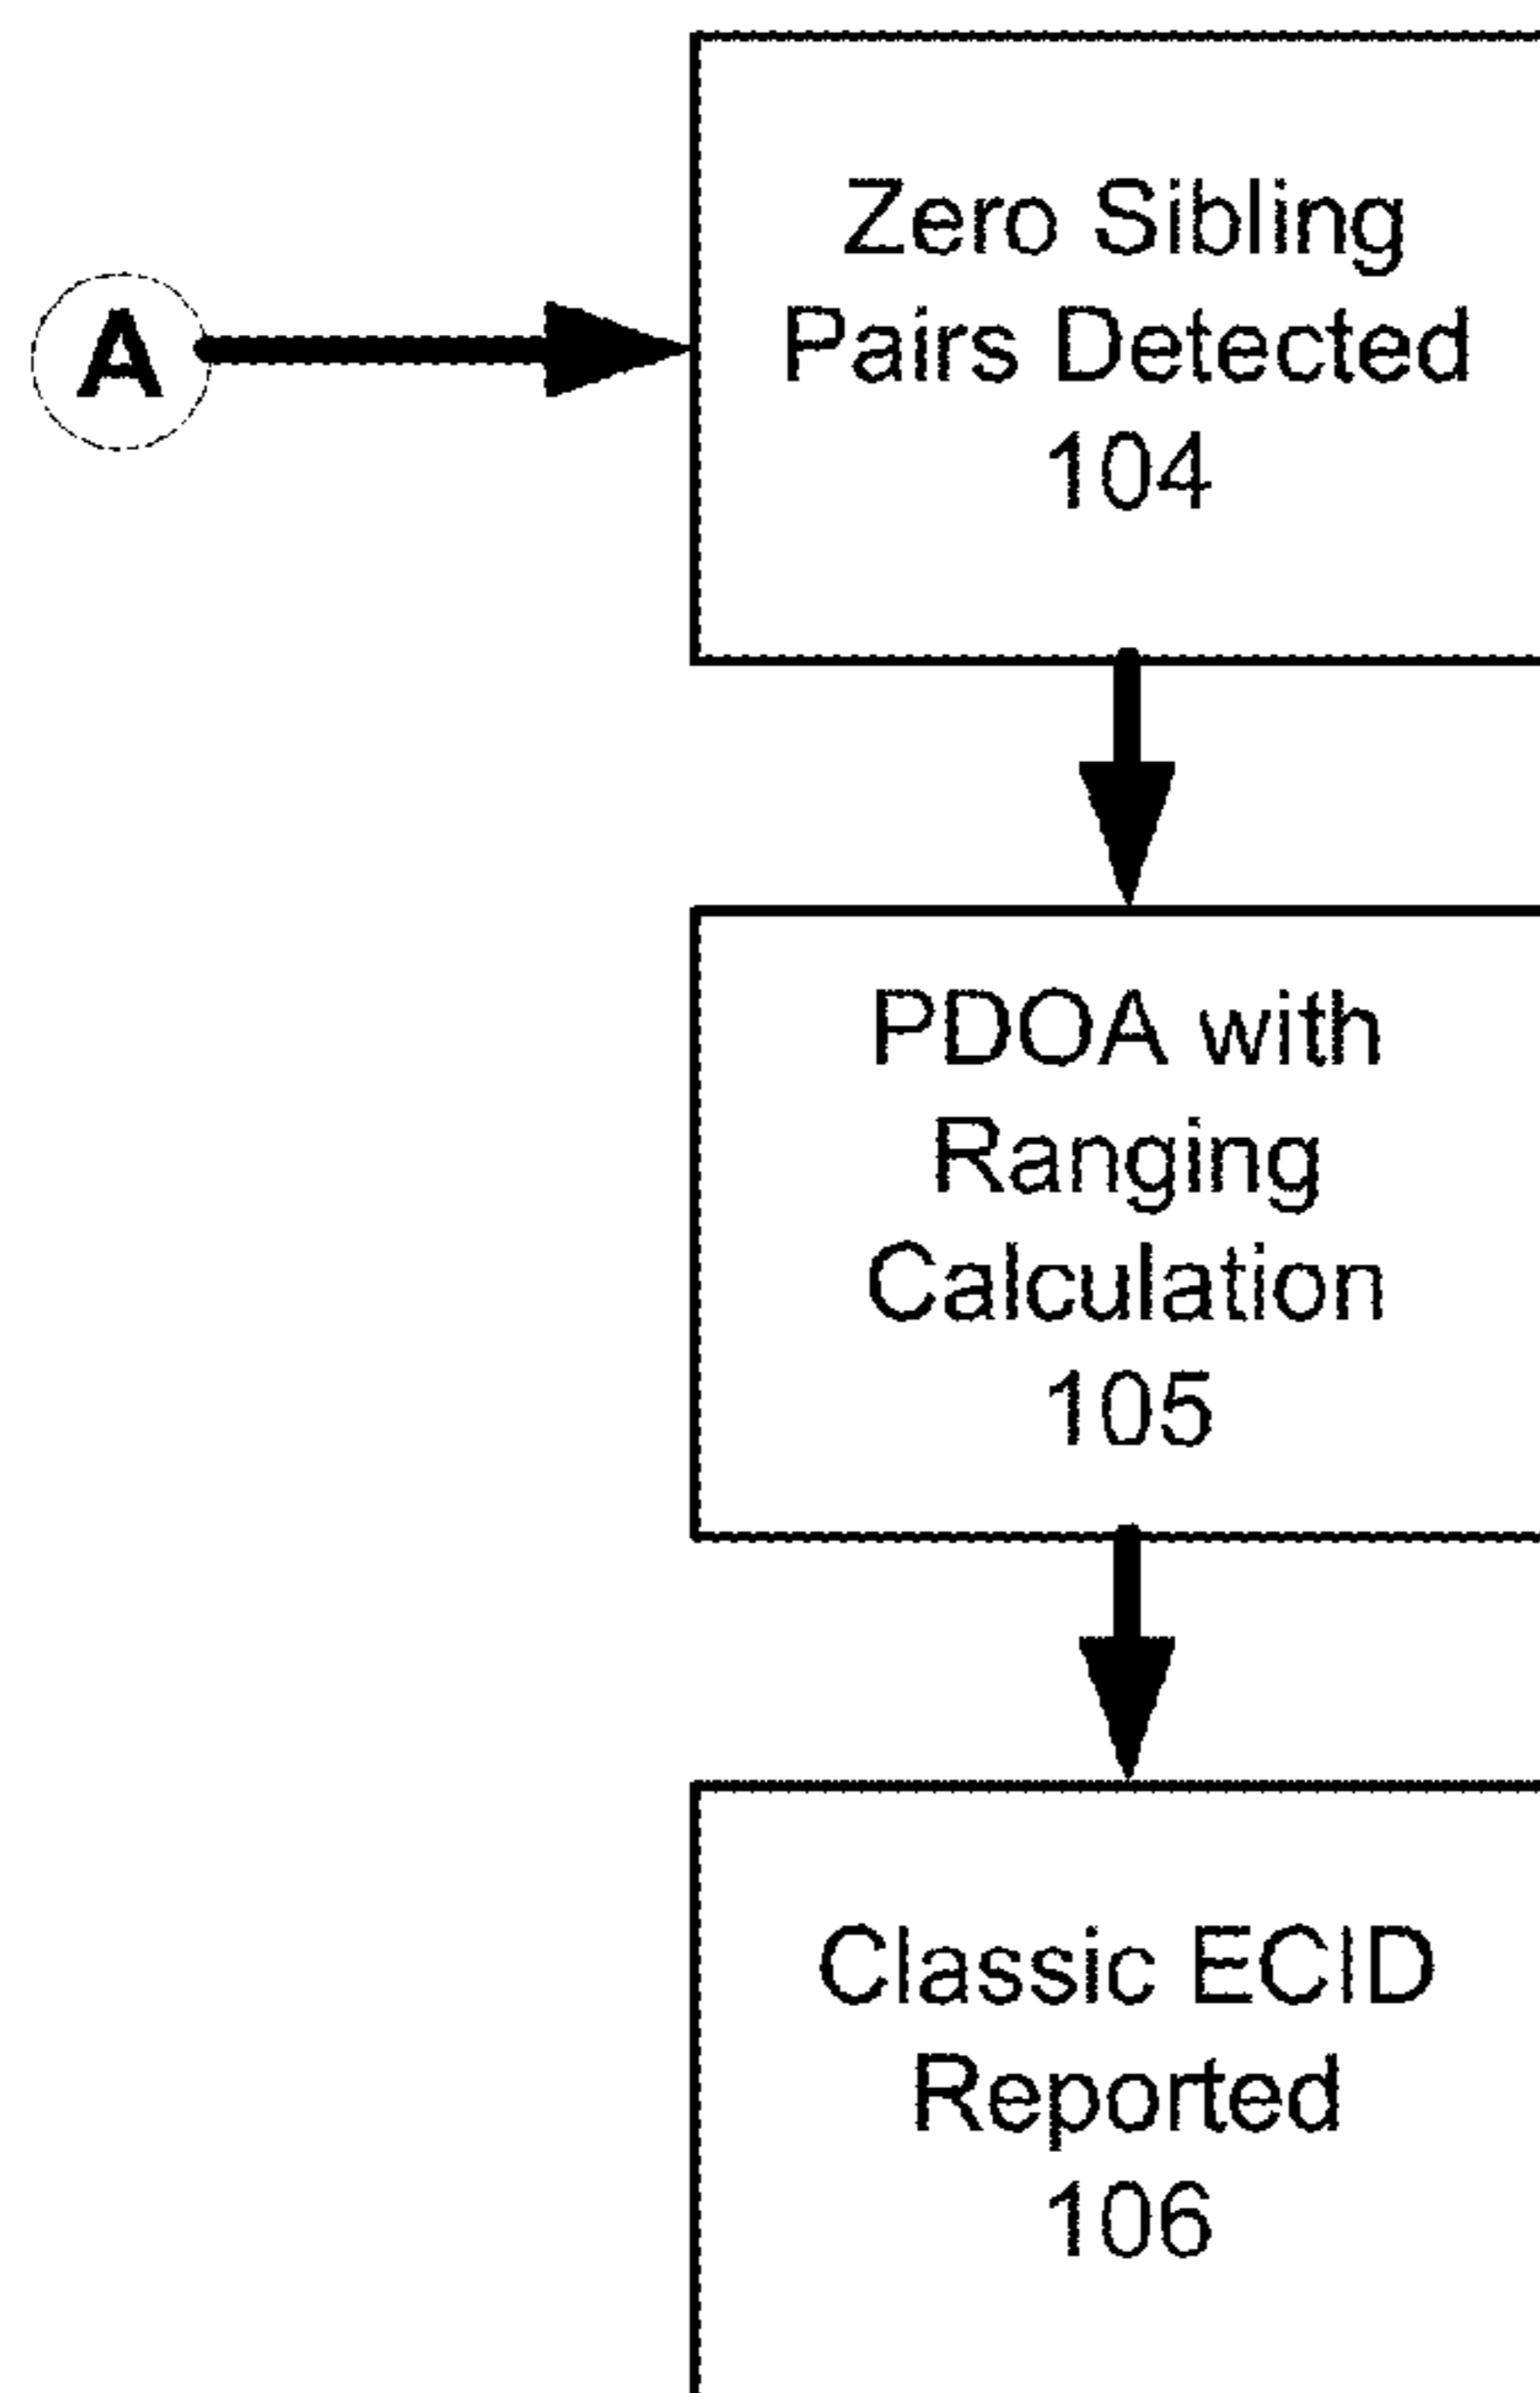 A
Zero Sibling
Pairs Detected
104
PDOA with
Ranging
Calculation
105
Classic ECID
Reported
106